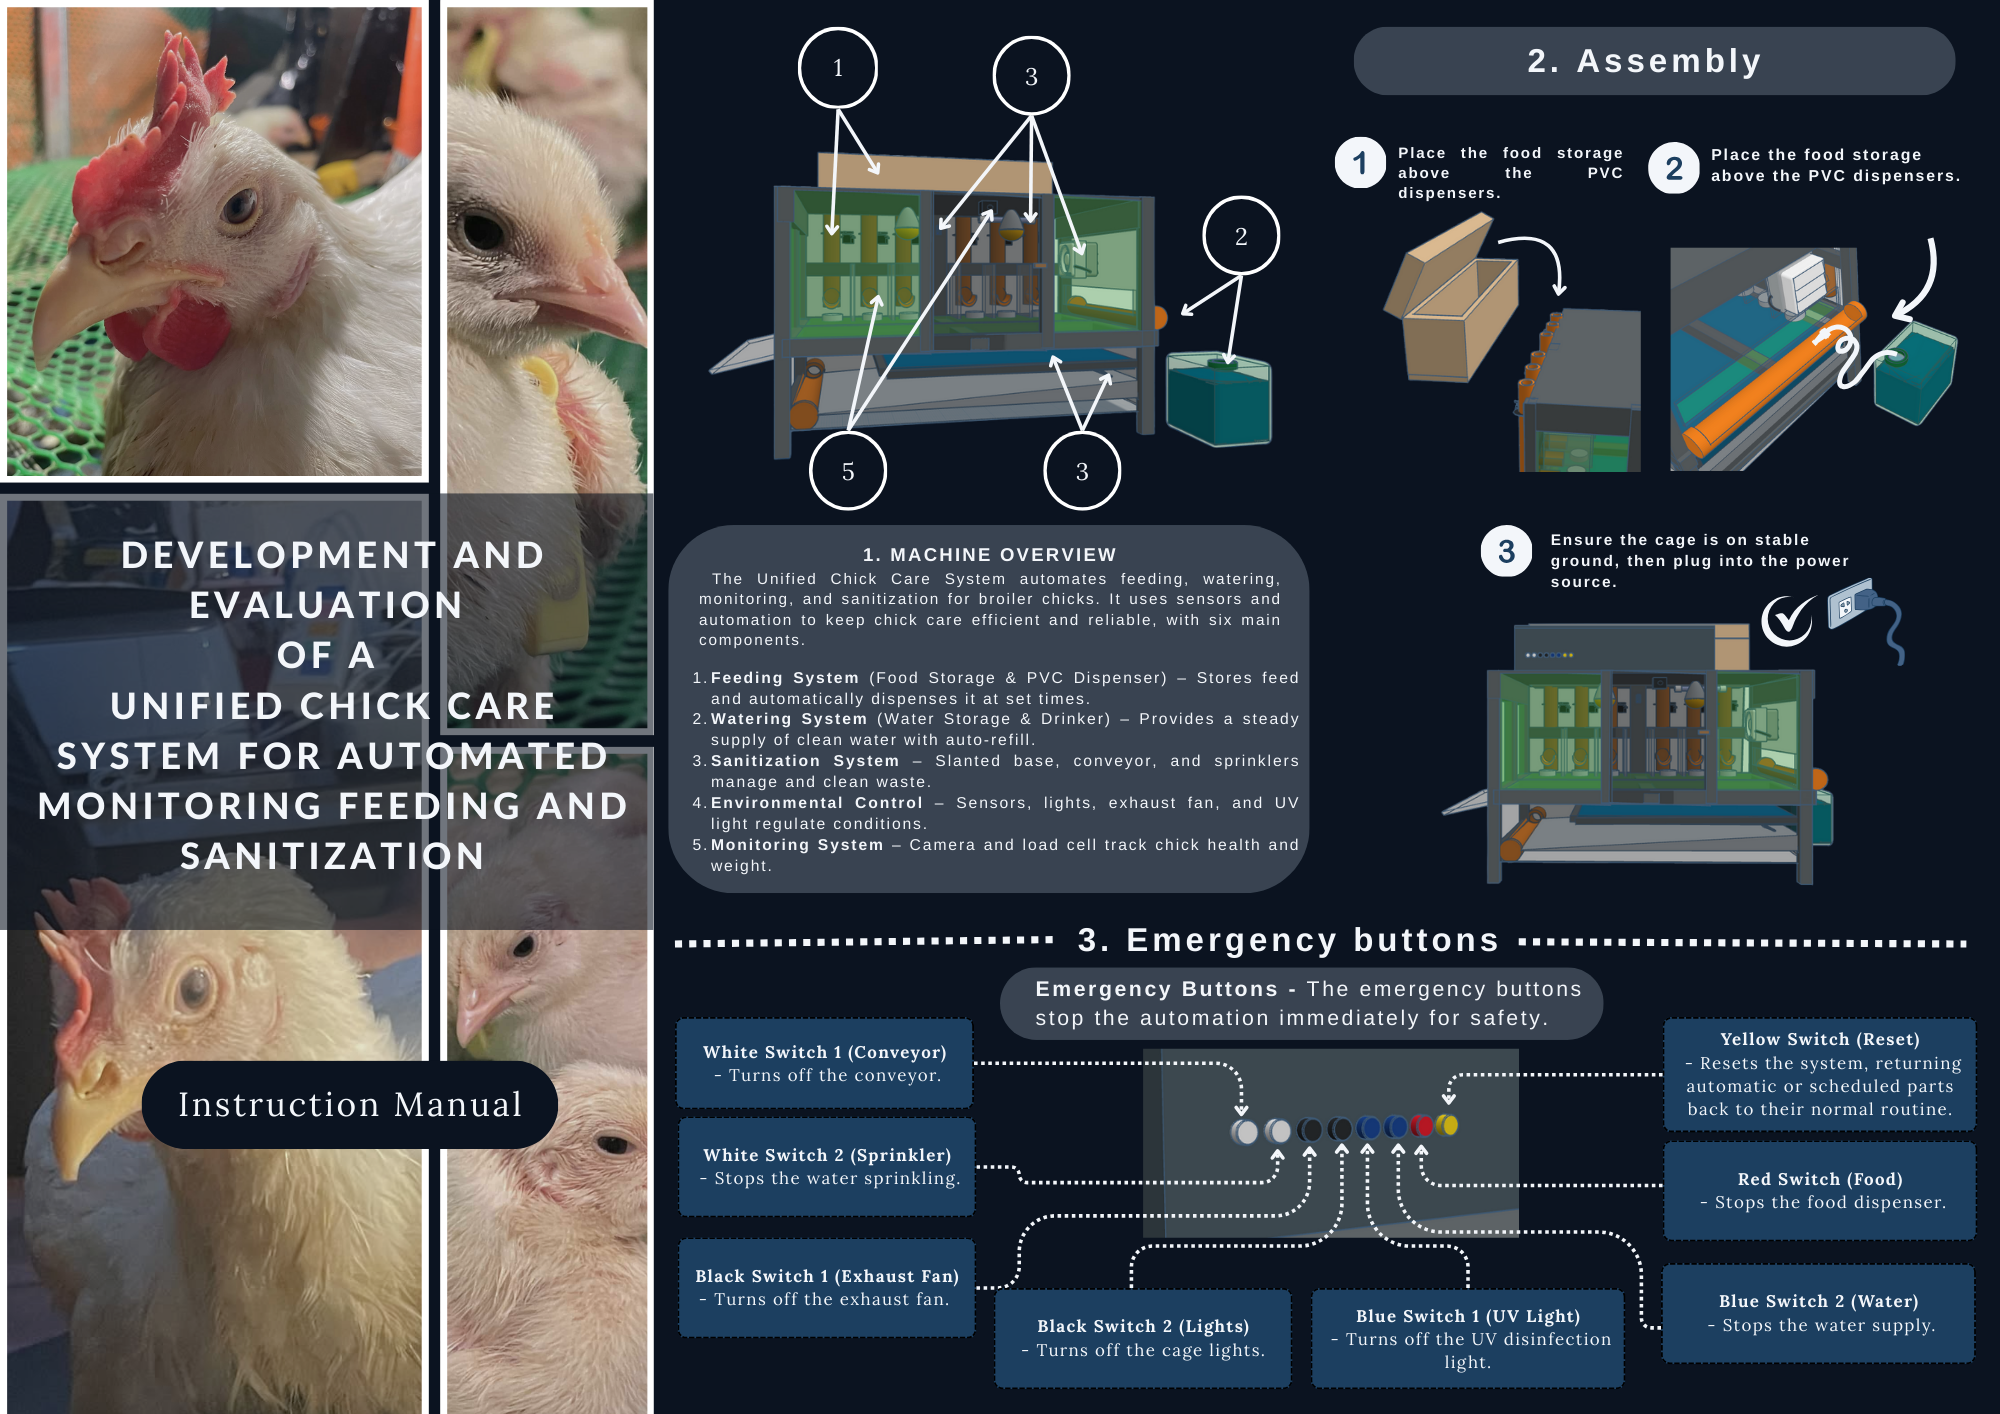 DEVELOPMENT AND
EVALUATION
OF A
UNIFIED CHICK CARE
SYSTEM FOR AUTOMATED
MONITORING FEEDING AND
SANITIZATION
Instruction Manual
1
3
2
5
3
1. MACHINE OVERVIEW
The Unified Chick Care System automates feeding, watering,
monitoring, and sanitization for broiler chicks. It uses sensors and
automation to keep chick care efficient and reliable, with six main
components.
1. Feeding System (Food Storage & PVC Dispenser) – Stores feed
and automatically dispenses it at set times.
2. Watering System (Water Storage & Drinker) – Provides a steady
supply of clean water with auto-refill.
3. Sanitization System – Slanted base, conveyor, and sprinklers
manage and clean waste.
4. Environmental Control – Sensors, lights, exhaust fan, and UV
light regulate conditions.
5. Monitoring System – Camera and load cell track chick health and
weight.
2. Assembly
1
Place the food storage
above the PVC
dispensers.
2
Place the food storage
above the PVC dispensers.
3
Ensure the cage is on stable
ground, then plug into the power
source.
3. Emergency buttons
Emergency Buttons - The emergency buttons
stop the automation immediately for safety.
White Switch 1 (Conveyor)
- Turns off the conveyor.
White Switch 2 (Sprinkler)
- Stops the water sprinkling.
Black Switch 1 (Exhaust Fan)
- Turns off the exhaust fan.
Black Switch 2 (Lights)
- Turns off the cage lights.
Blue Switch 1 (UV Light)
- Turns off the UV disinfection
light.
Yellow Switch (Reset)
- Resets the system, returning
automatic or scheduled parts
back to their normal routine.
Red Switch (Food)
- Stops the food dispenser.
Blue Switch 2 (Water)
- Stops the water supply.